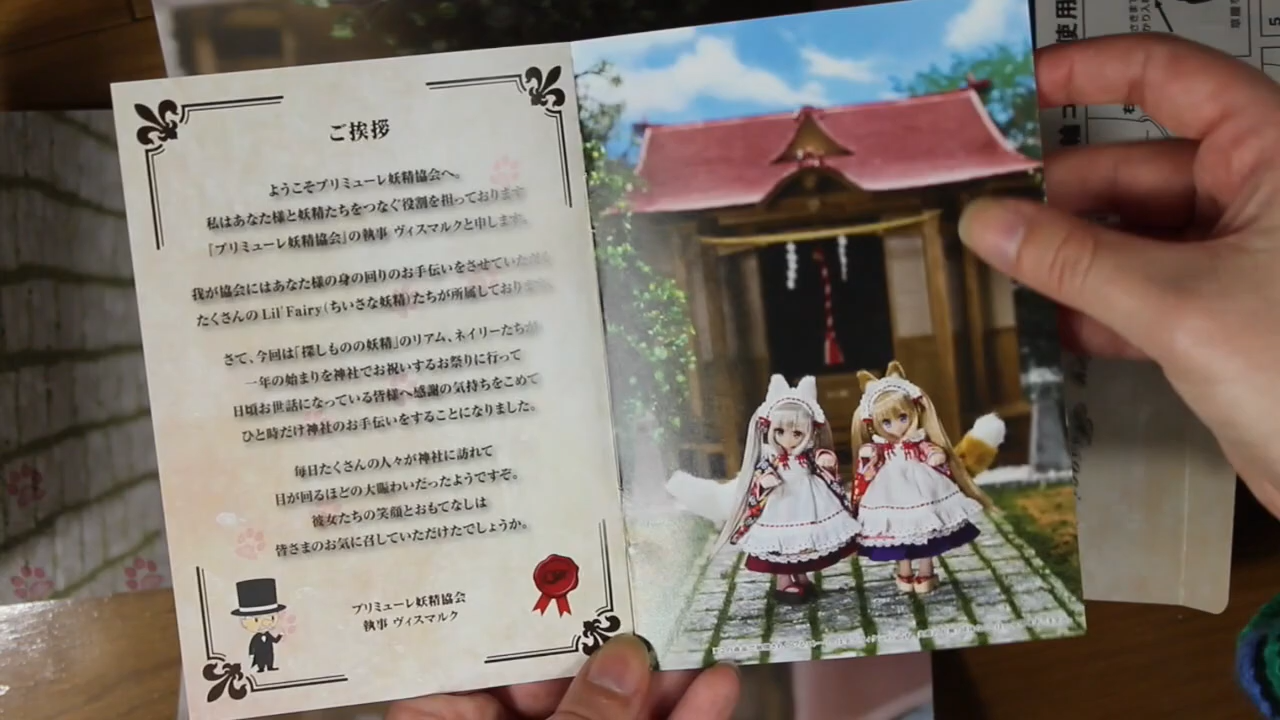 ご挨拶
ようこそプリミューレ妖精協会へ。
私はあなた様と妖精たちをつなぐ役割を担っております
『プリミューレ妖精協会』の執事 ヴィスマルクと申します。
我が協会にはあなた様の身の回りのお手伝いをさせていただく
たくさんの Lil' Fairy(ちいさな妖精)たちが所属しております。
さて、今回は「探しものの妖精」のリアム、ネイリーたちが
一年の始まりを神社でお祝いするお祭りに行って
日頃お世話になっている皆様へ感謝の気持ちをこめて
ひと時だけ神社のお手伝いをすることになりました。
毎日たくさんの人々が神社に訪れて
目が回るほどの大賑わいだったようですぞ。
彼女たちの笑顔とおもてなしは
皆さまのお気に召していただけたでしょうか。
プリミューレ妖精協会
執事 ヴィスマルク
使用